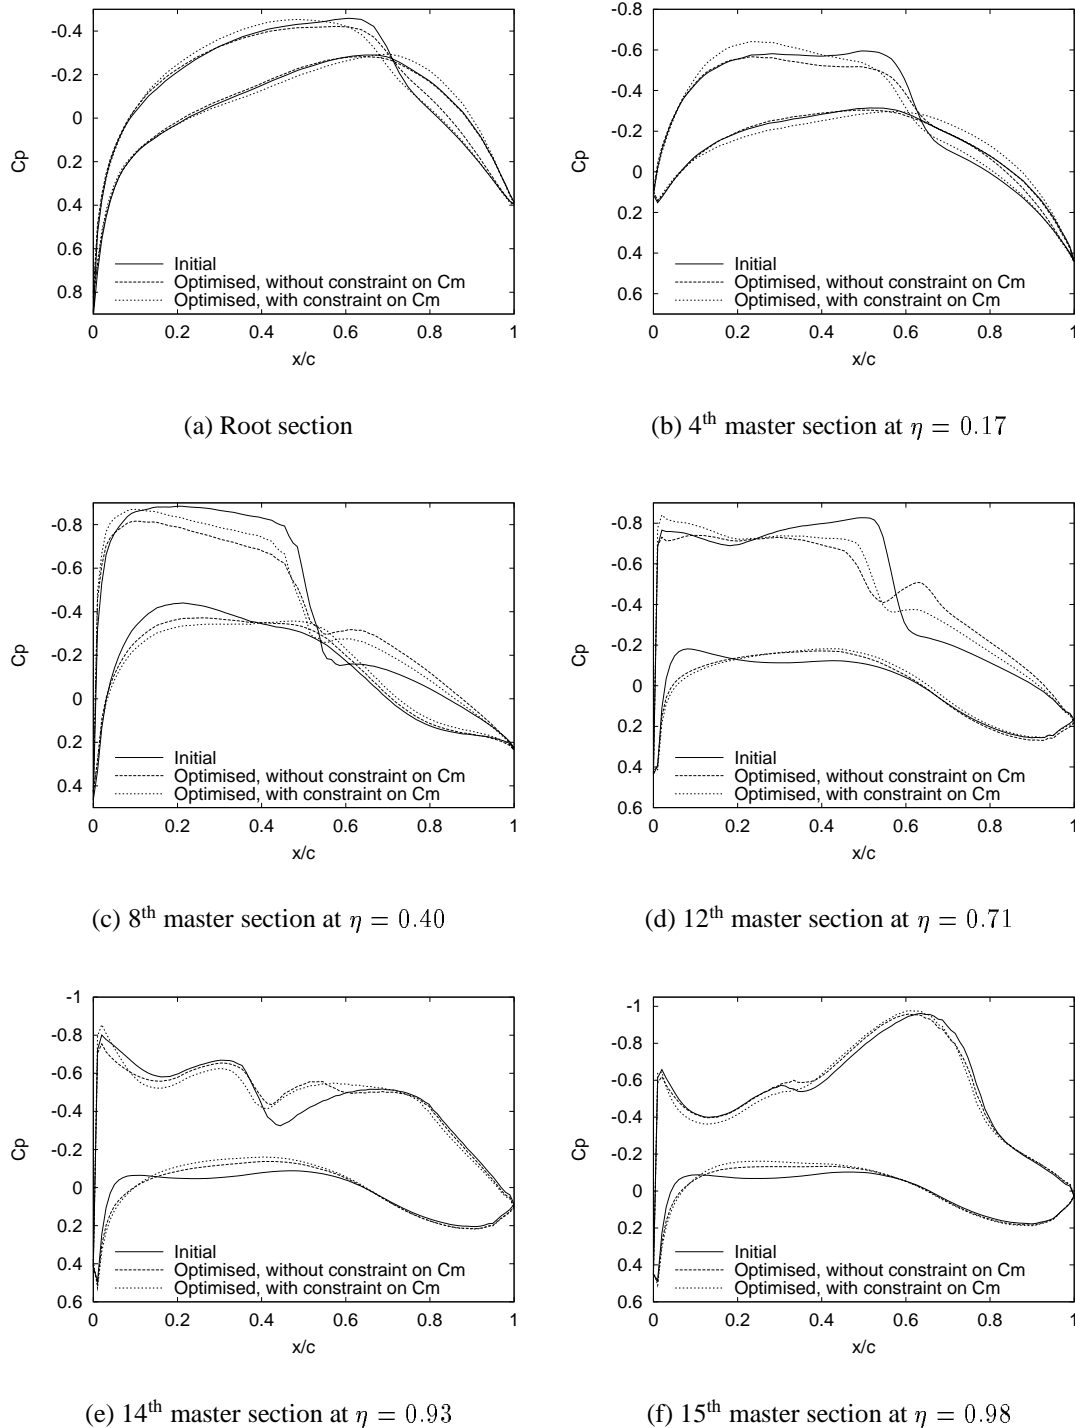 -0.4
-0.2
0
0.2
0.4
0.6
0.8
Cp
Initial
Optimised, without constraint on Cm
Optimised, with constraint on Cm
0 0.2 0.4 0.6 0.8 1
x/c
(a) Root section
-0.8
-0.6
-0.4
-0.2
0
0.2
0.4
0.6
Cp
Initial
Optimised, without constraint on Cm
Optimised, with constraint on Cm
0 0.2 0.4 0.6 0.8 1
x/c
(b) 4th master section at η = 0.17
-0.8
-0.6
-0.4
-0.2
0
0.2
0.4
Cp
Initial
Optimised, without constraint on Cm
Optimised, with constraint on Cm
0 0.2 0.4 0.6 0.8 1
x/c
(c) 8th master section at η = 0.40
-0.8
-0.6
-0.4
-0.2
0
0.2
0.4
0.6
Cp
Initial
Optimised, without constraint on Cm
Optimised, with constraint on Cm
0 0.2 0.4 0.6 0.8 1
x/c
(d) 12th master section at η = 0.71
-1
-0.8
-0.6
-0.4
-0.2
0
0.2
0.4
0.6
Cp
Initial
Optimised, without constraint on Cm
Optimised, with constraint on Cm
0 0.2 0.4 0.6 0.8 1
x/c
(e) 14th master section at η = 0.93
-1
-0.8
-0.6
-0.4
-0.2
0
0.2
0.4
0.6
Cp
Initial
Optimised, without constraint on Cm
Optimised, with constraint on Cm
0 0.2 0.4 0.6 0.8 1
x/c
(f) 15th master section at η = 0.98